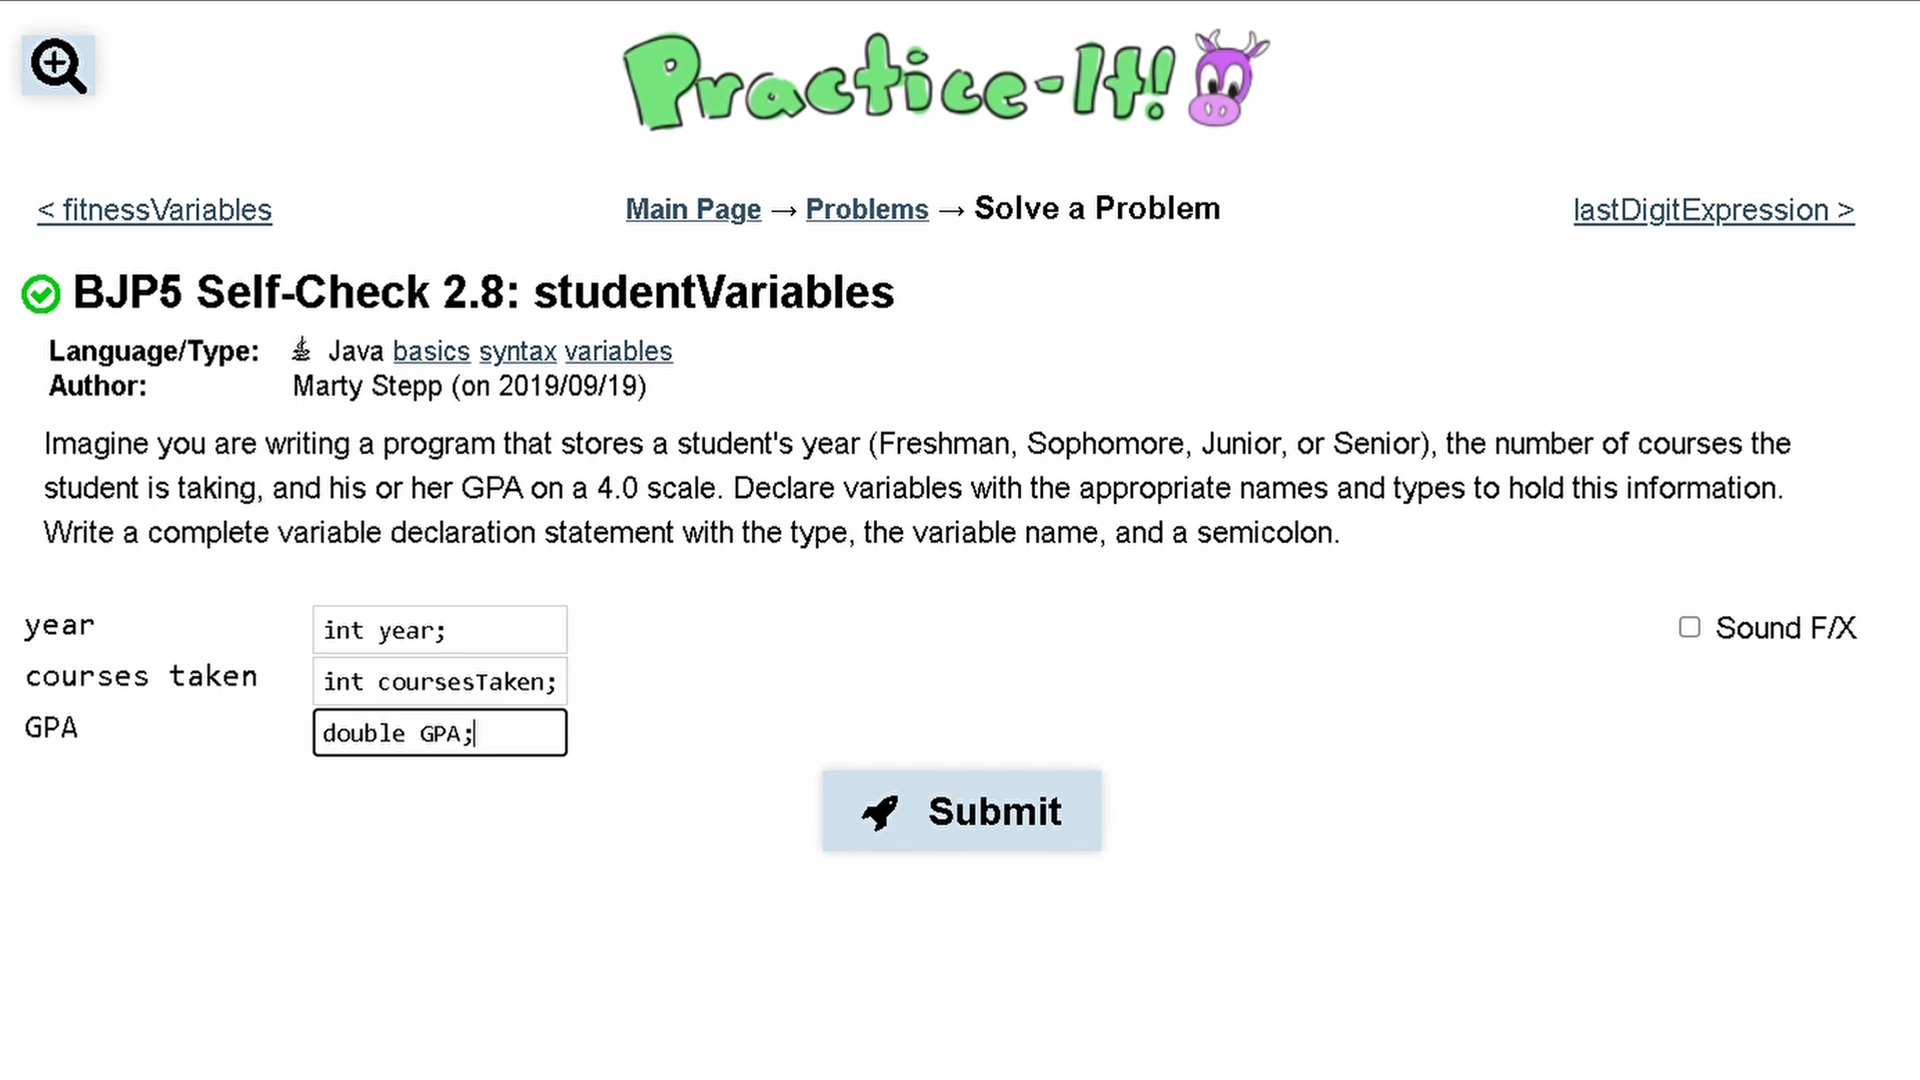 Practice-It!
< fitnessVariables
Main Page → Problems → Solve a Problem
lastDigitExpression >
BJP5 Self-Check 2.8: studentVariables
Language/Type: Java basics syntax variables
Author: Marty Stepp (on 2019/09/19)
Imagine you are writing a program that stores a student's year (Freshman, Sophomore, Junior, or Senior), the number of courses the
student is taking, and his or her GPA on a 4.0 scale. Declare variables with the appropriate names and types to hold this information.
Write a complete variable declaration statement with the type, the variable name, and a semicolon.
year int year;
Sound F/X
courses taken int coursesTaken;
GPA double GPA;
Submit